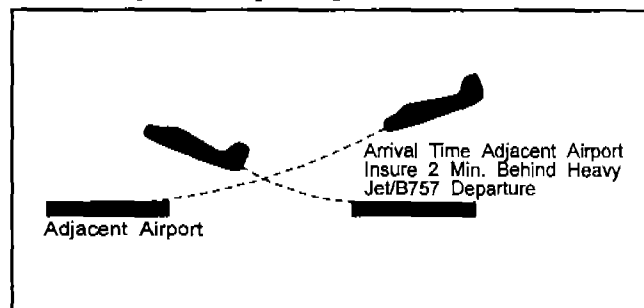 Arrival Time Adjacent Airport
Insure 2 Min. Behind Heavy
Jet/B757 Departure
Adjacent Airport